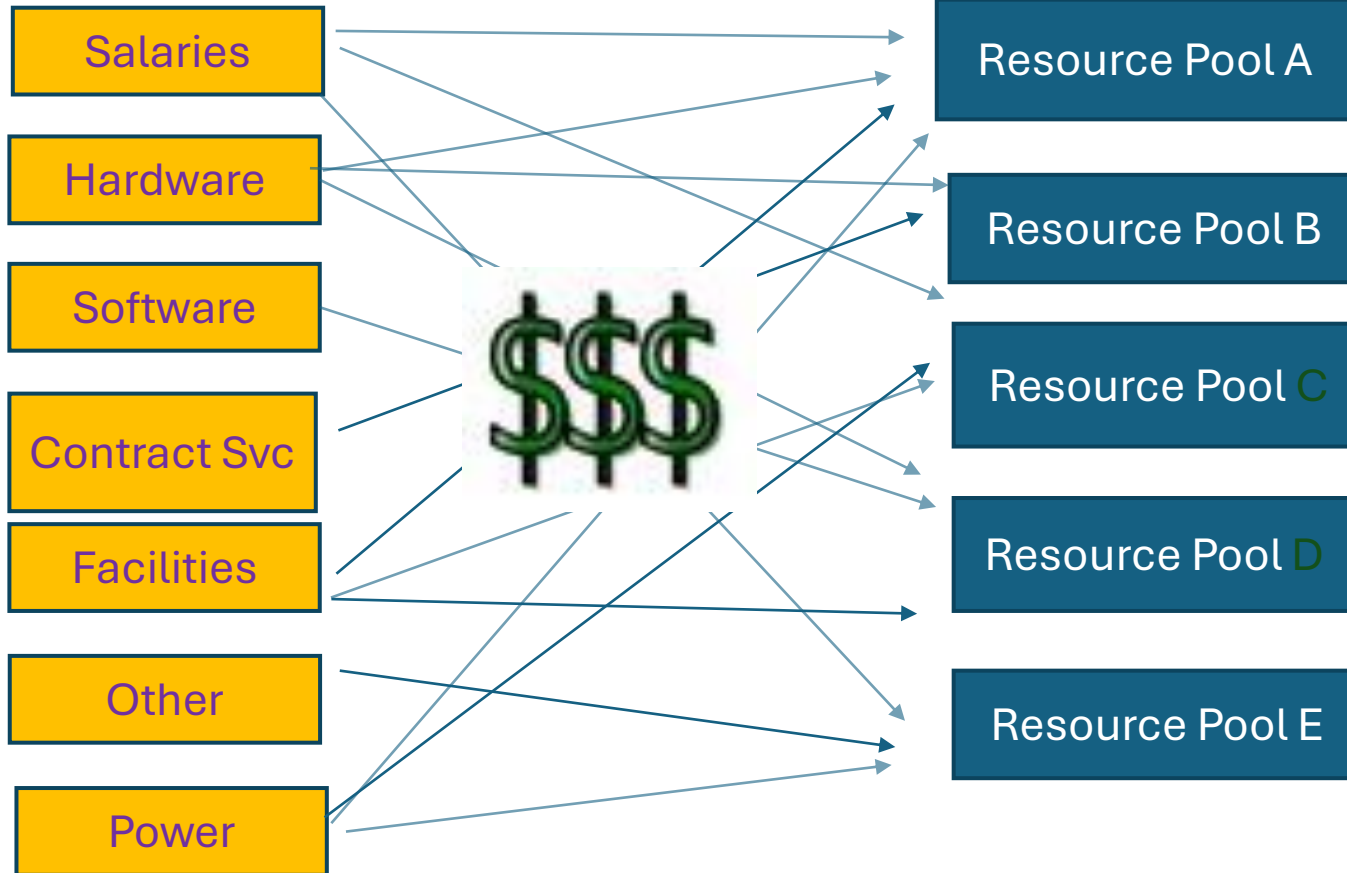 Salaries
Hardware
Software
Contract Svc
Facilities
Other
Power
$$$
Resource Pool A
Resource Pool B
Resource Pool C
Resource Pool D
Resource Pool E